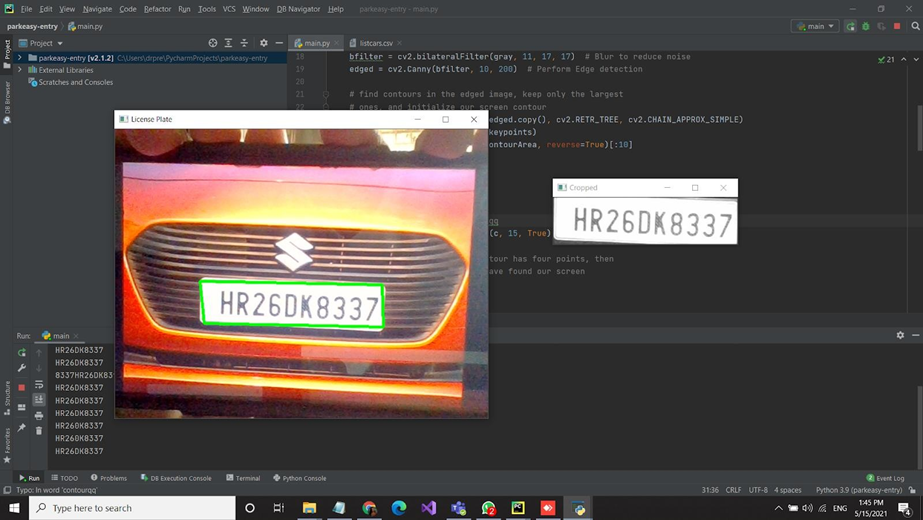 File Edit View Navigate Code Refactor Run Tools VCS Window DB Navigator Help parkeasy-entry - main.py
parkeasy-entry main.py
main
Project
main.py
listcars.csv
parkeasy-entry [v2.1.2] C:\Users\drpre\PycharmProjects\parkeasy-entry
External Libraries
Scratches and Consoles
18 bfilter = cv2.bilateralFilter(gray, 11, 17, 17) # Blur to reduce noise
19 edged = cv2.Canny(bfilter, 10, 200) # Perform Edge detection
21
# find contours in the edged image, keep only the largest
22 # ones, and initialize our screen contour
edged.copy(), cv2.RETR_TREE, cv2.CHAIN_APPROX_SIMPLE)
keypoints)
ontourArea, reverse=True)[:10]
(c, 15, True)
tour has four points, then
ave found our screen
License Plate
HR26DK8337
Cropped
HR26DK8337
Project
DB Browser
Structure
Favorites
Run: main
HR26DK8337
HR26DK8337
8337HR26DK83
HR26DK8337
HR260K8337
HR26DK8337
Run TODO Problems DB Execution Console Terminal Python Console Event Log
Typo: In word 'contourqq' 31:36 CRLF UTF-8 4 spaces Python 3.9 (parkeasy-entry)
Type here to search
ENG
1:45 PM
5/15/2021